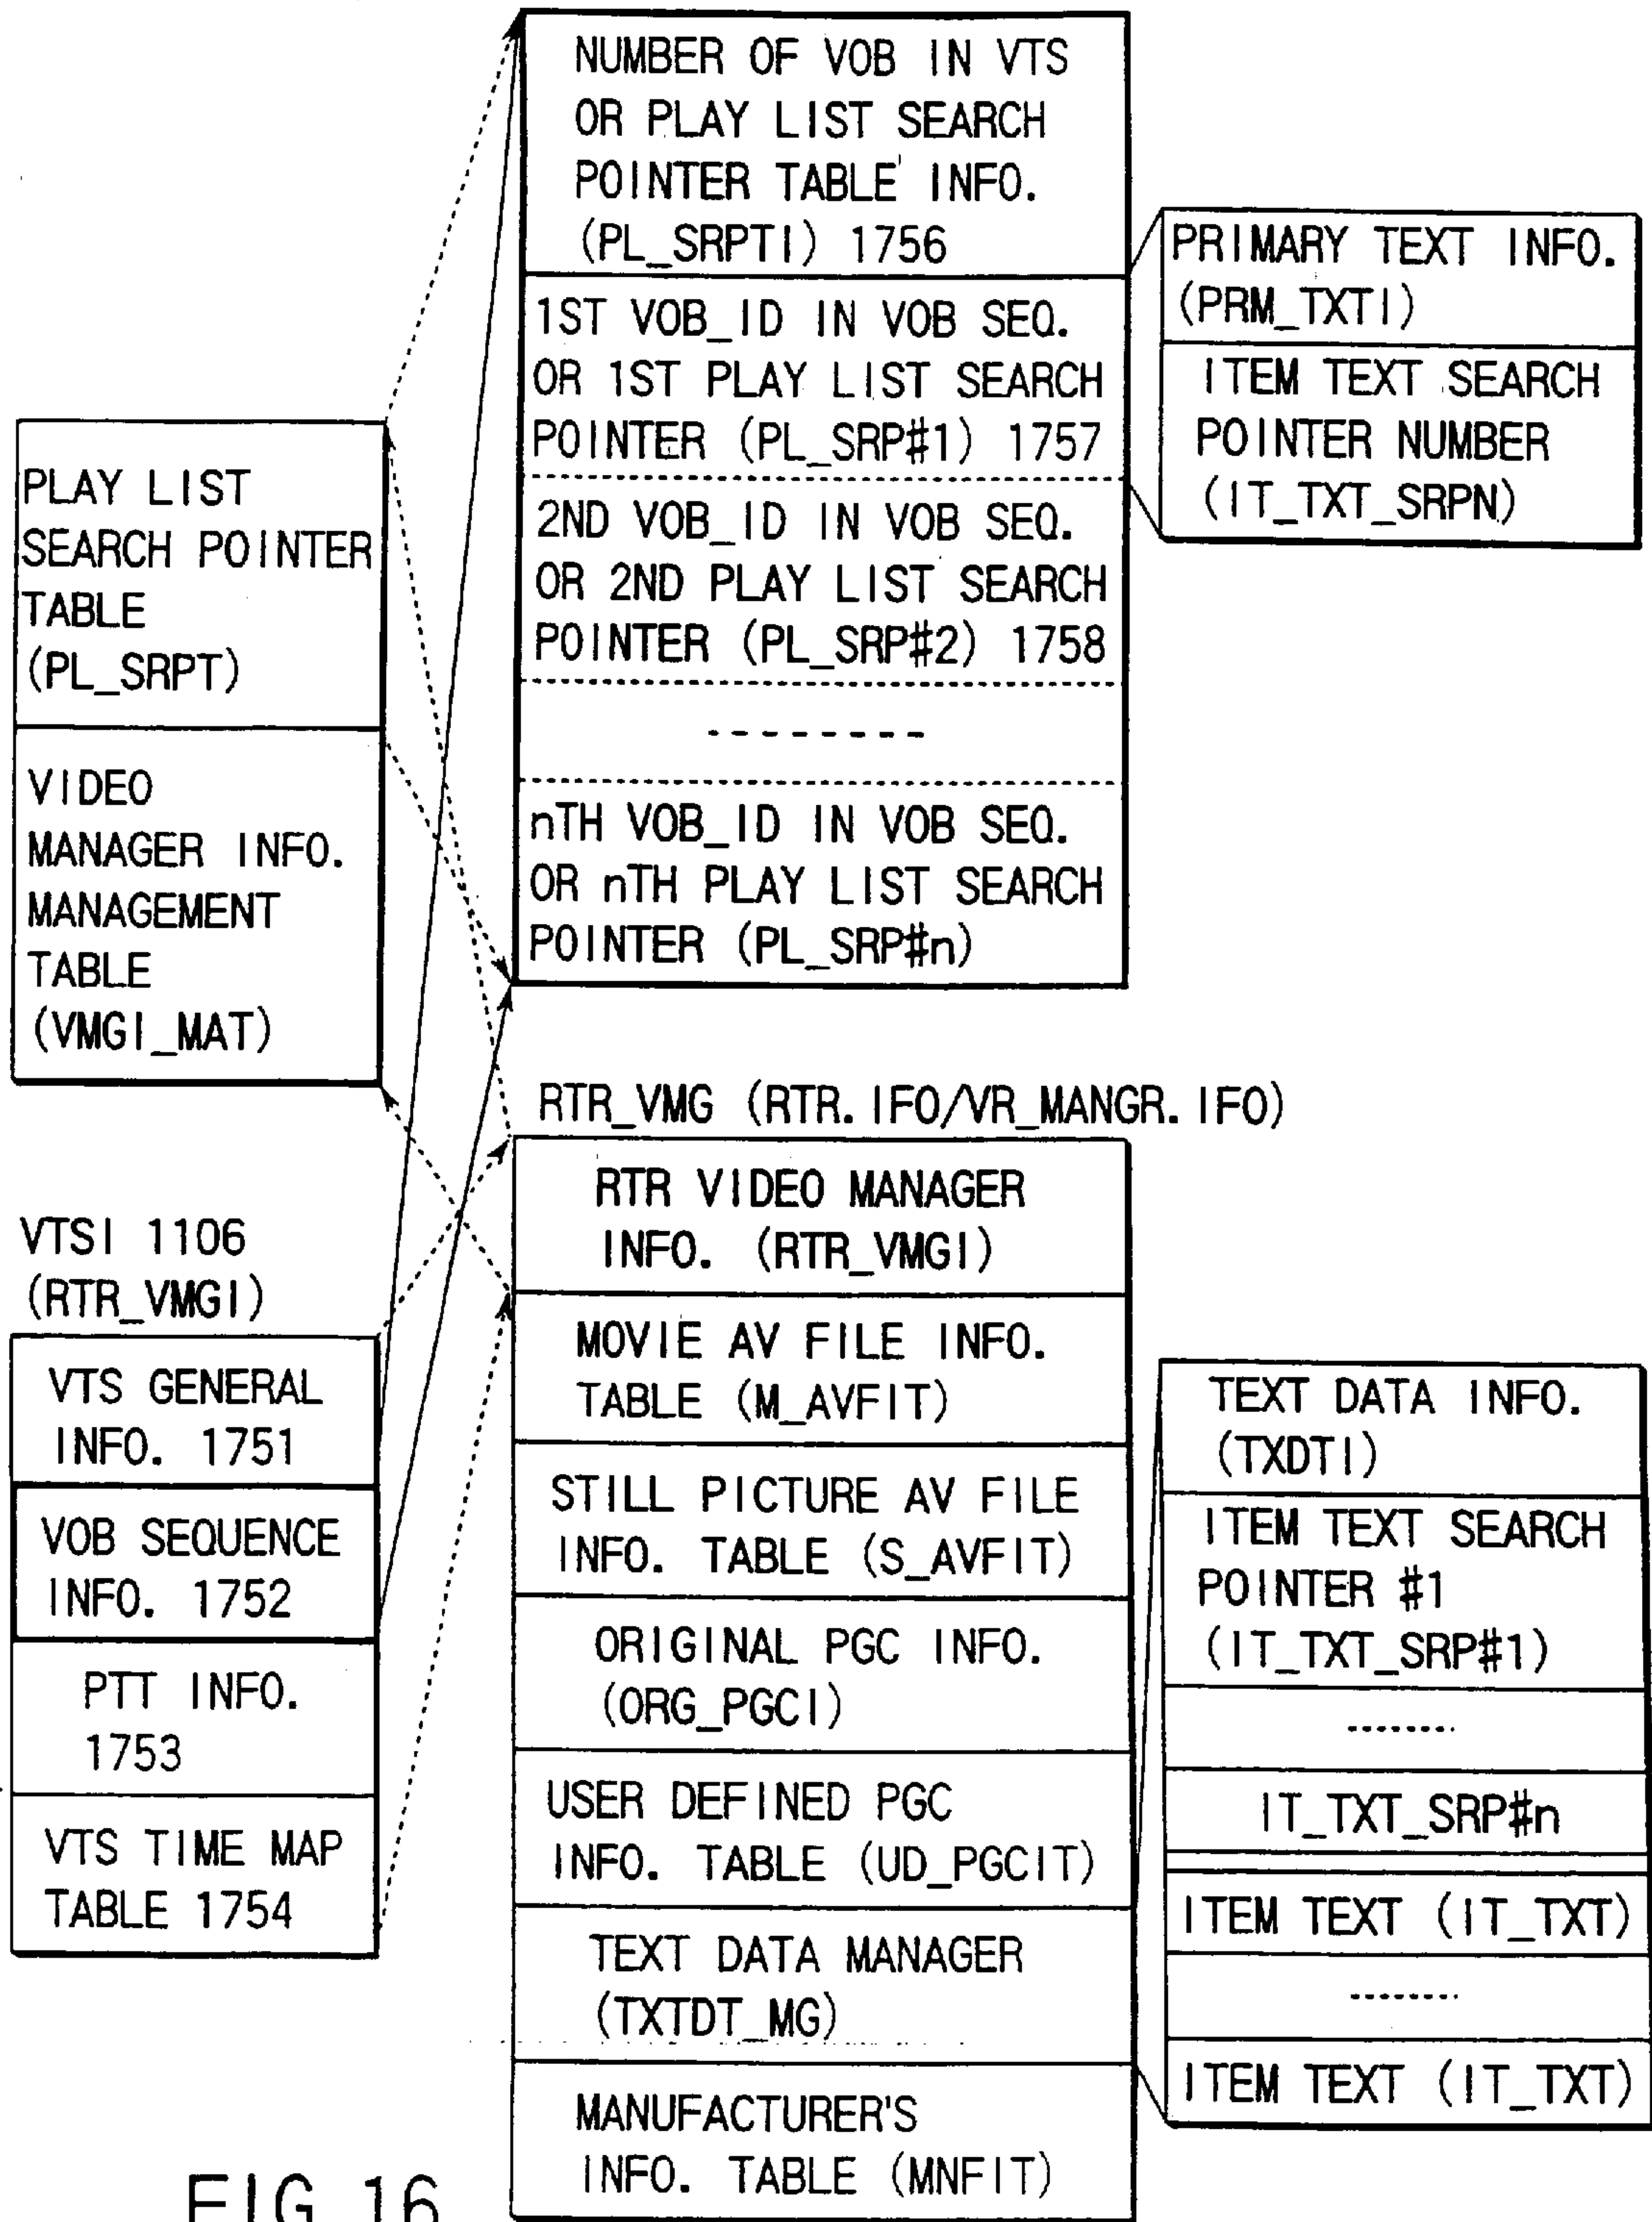 NUMBER OF VOB IN VTS
OR PLAY LIST SEARCH
POINTER TABLE INFO.
(PL_SRPTI) 1756
1ST VOB_ID IN VOB SEQ.
OR 1ST PLAY LIST SEARCH
POINTER (PL_SRP#1) 1757
2ND VOB_ID IN VOB SEQ.
OR 2ND PLAY LIST SEARCH
POINTER (PL_SRP#2) 1758
nTH VOB_ID IN VOB SEQ.
OR nTH PLAY LIST SEARCH
POINTER (PL_SRP#n)
PRIMARY TEXT INFO.
(PRM_TXTI)
ITEM TEXT SEARCH
POINTER NUMBER
(IT_TXT_SRPN)
PLAY LIST
SEARCH POINTER
TABLE
(PL_SRPT)
VIDEO
MANAGER INFO.
MANAGEMENT
TABLE
(VMGI_MAT)
VTSI 1106
(RTR_VMGI)
VTS GENERAL
INFO. 1751
VOB SEQUENCE
INFO. 1752
PTT INFO.
1753
VTS TIME MAP
TABLE 1754
RTR_VMG (RTR.IFO/VR_MANGR.IFO)
RTR VIDEO MANAGER
INFO. (RTR_VMGI)
MOVIE AV FILE INFO.
TABLE (M_AVFIT)
STILL PICTURE AV FILE
INFO. TABLE (S_AVFIT)
ORIGINAL PGC INFO.
(ORG_PGCI)
USER DEFINED PGC
INFO. TABLE (UD_PGCIT)
TEXT DATA MANAGER
(TXTDT_MG)
MANUFACTURER'S
INFO. TABLE (MNFIT)
TEXT DATA INFO.
(TXDTI)
ITEM TEXT SEARCH
POINTER #1
(IT_TXT_SRP#1)
IT_TXT_SRP#n
ITEM TEXT (IT_TXT)
ITEM TEXT (IT_TXT)
FIG 16